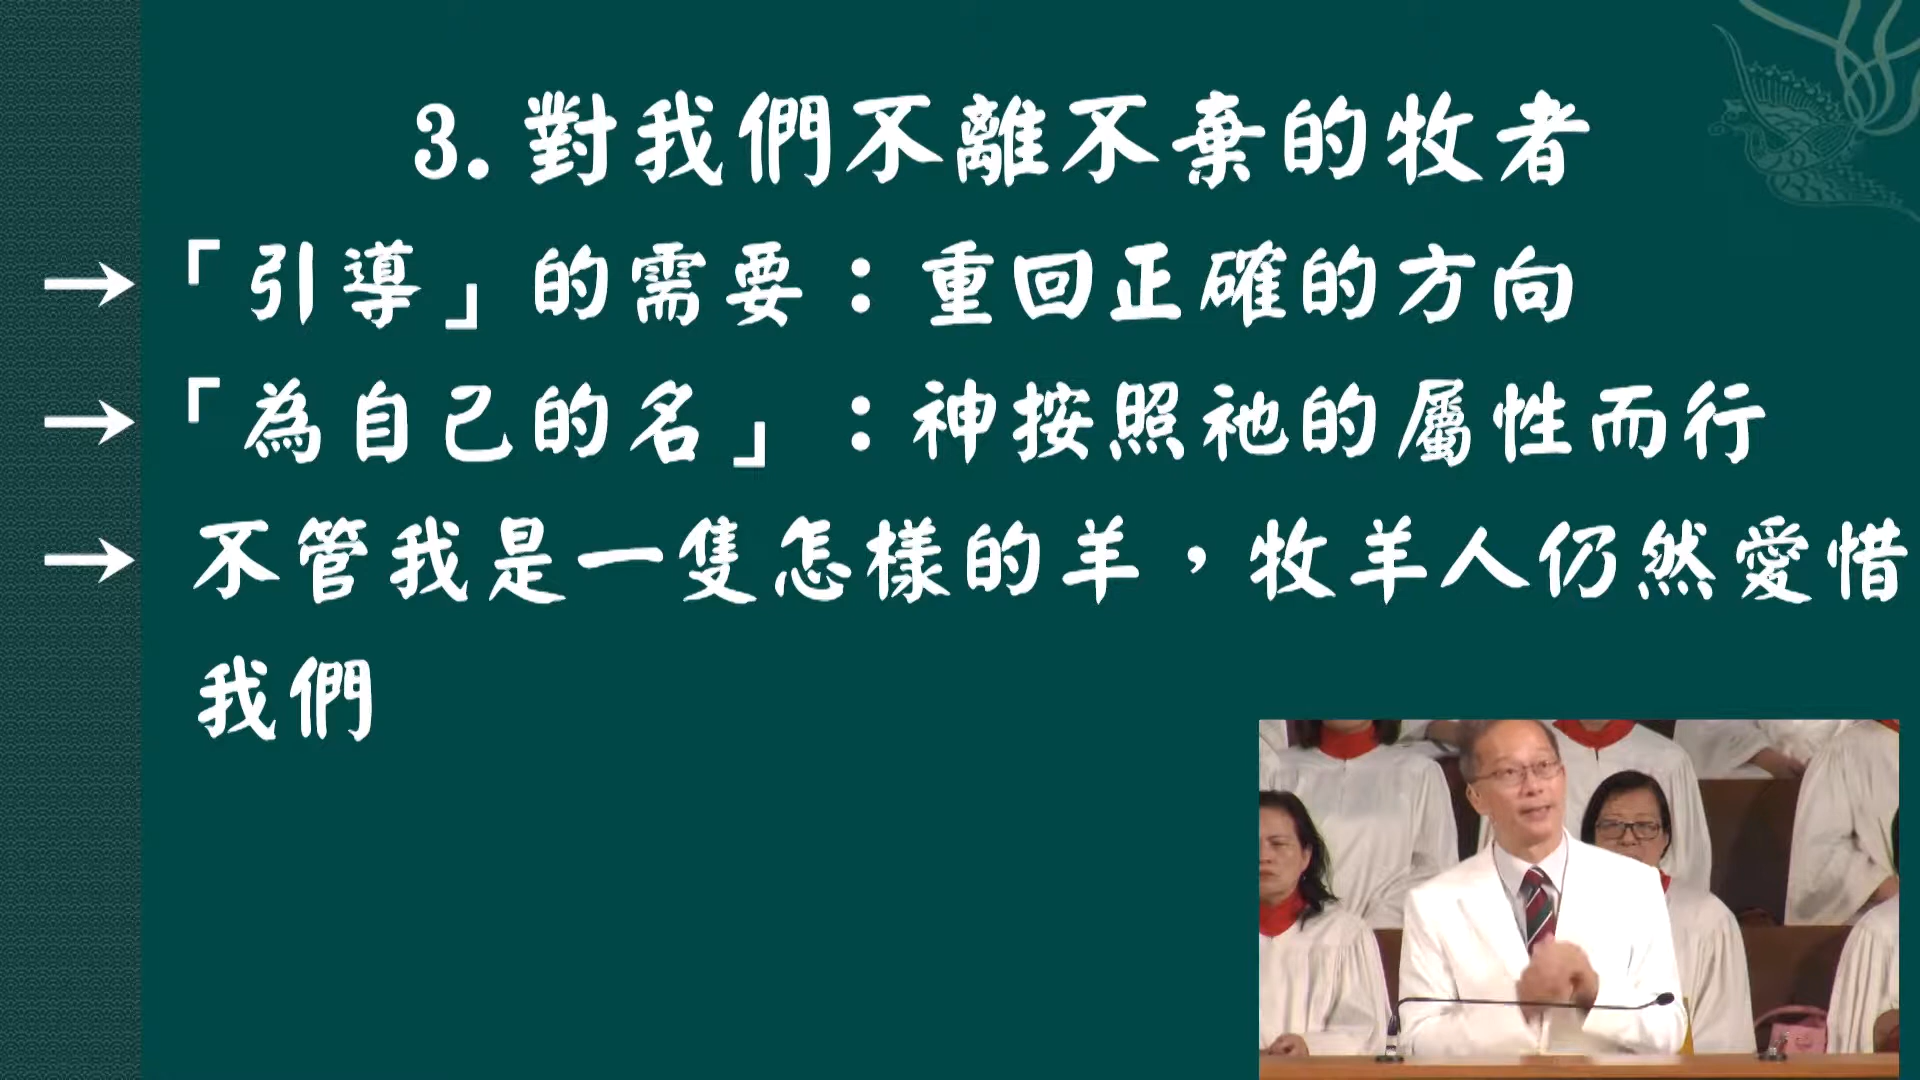 3.對我們不離不棄的牧者
→「引導」的需要：重回正確的方向
→「為自己的名」：神按照祂的屬性而行
→ 不管我是一隻怎樣的羊，牧羊人仍然愛惜
我們